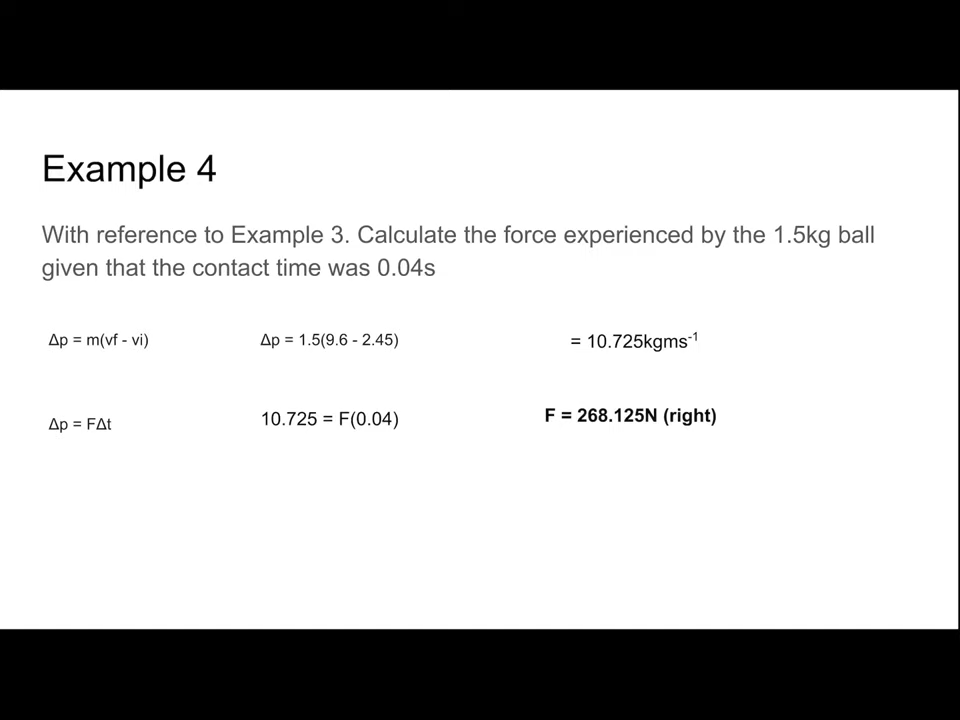 Example 4
With reference to Example 3. Calculate the force experienced by the 1.5kg ball
given that the contact time was 0.04s
Δp = m(vf - vi) Δp = 1.5(9.6 - 2.45) = 10.725kgms⁻¹
Δp = FΔt 10.725 = F(0.04) F = 268.125N (right)